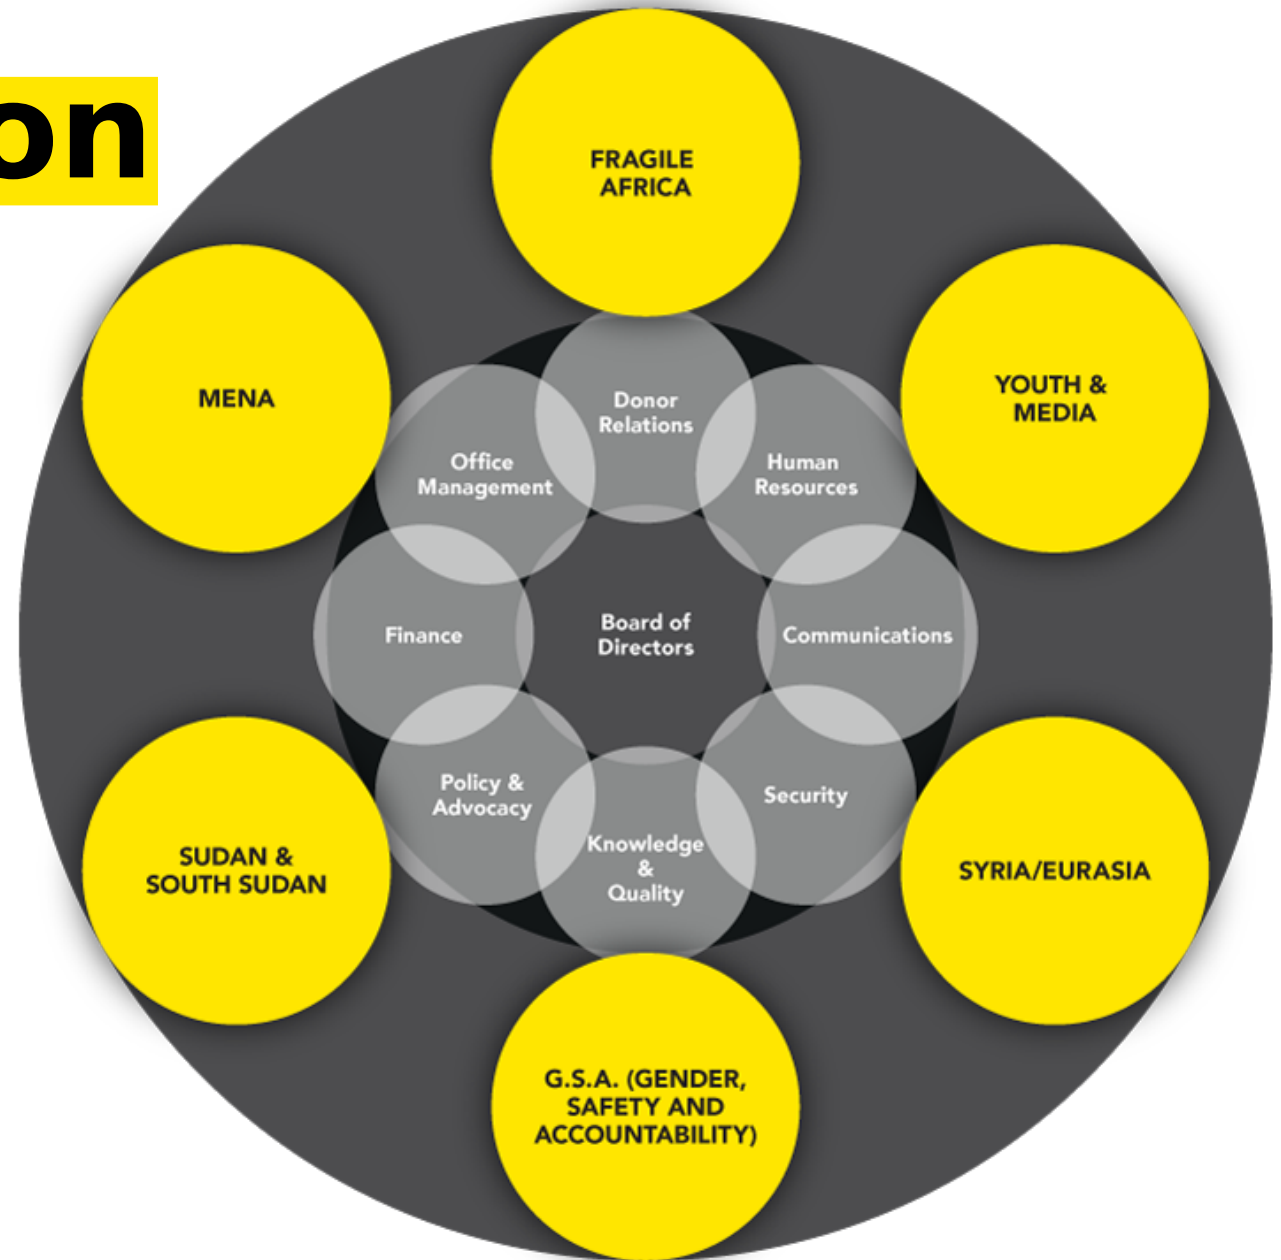 on
FRAGILE
AFRICA
MENA
YOUTH &
MEDIA
Donor
Relations
Office
Management
Human
Resources
Finance
Board of
Directors
Communications
Policy &
Advocacy
Security
Knowledge
&
Quality
SUDAN &
SOUTH SUDAN
SYRIA/EURASIA
G.S.A. (GENDER,
SAFETY AND
ACCOUNTABILITY)